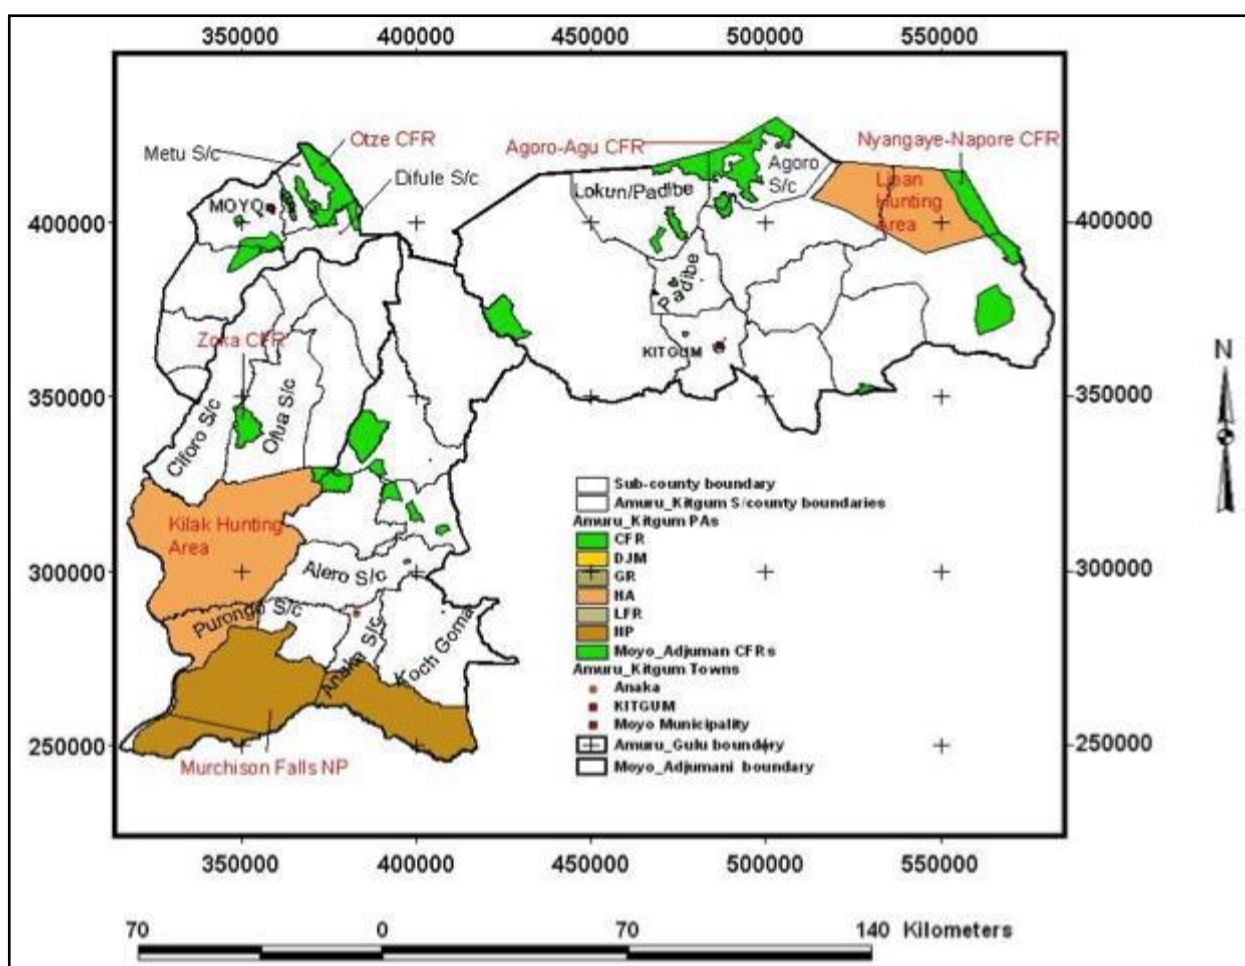 350000 400000 450000 500000 550000
Otze CFR
Agoro-Agu CFR
Nyangaye-Napore CFR
Metu S/c
Difule S/c
Agoro
S/c
Lokun/Padibe
Lipan
Hunting
Area
MOYO
400000
400000
Padibe
Zoka CFR
KITGUM
N
350000
350000
Ciforo S/c
Ofua S/c
Sub-county boundary
Amuru_Kitgum S/county boundaries
Amuru_Kitgum PAs
CFR
DJM
GR
HA
LFR
NP
Moyo_Adjuman CFRs
Amuru_Kitgum Towns
Anaka
KITGUM
Moyo Municipality
Amuru_Gulu boundary
Moyo_Adjumani boundary
Kilak Hunting
Area
300000
300000
Alero S/c
Purongo S/c
Anaka S/c
Koch Goma
250000
250000
Murchison Falls NP
350000 400000 450000 500000 550000
70 0 70 140 Kilometers